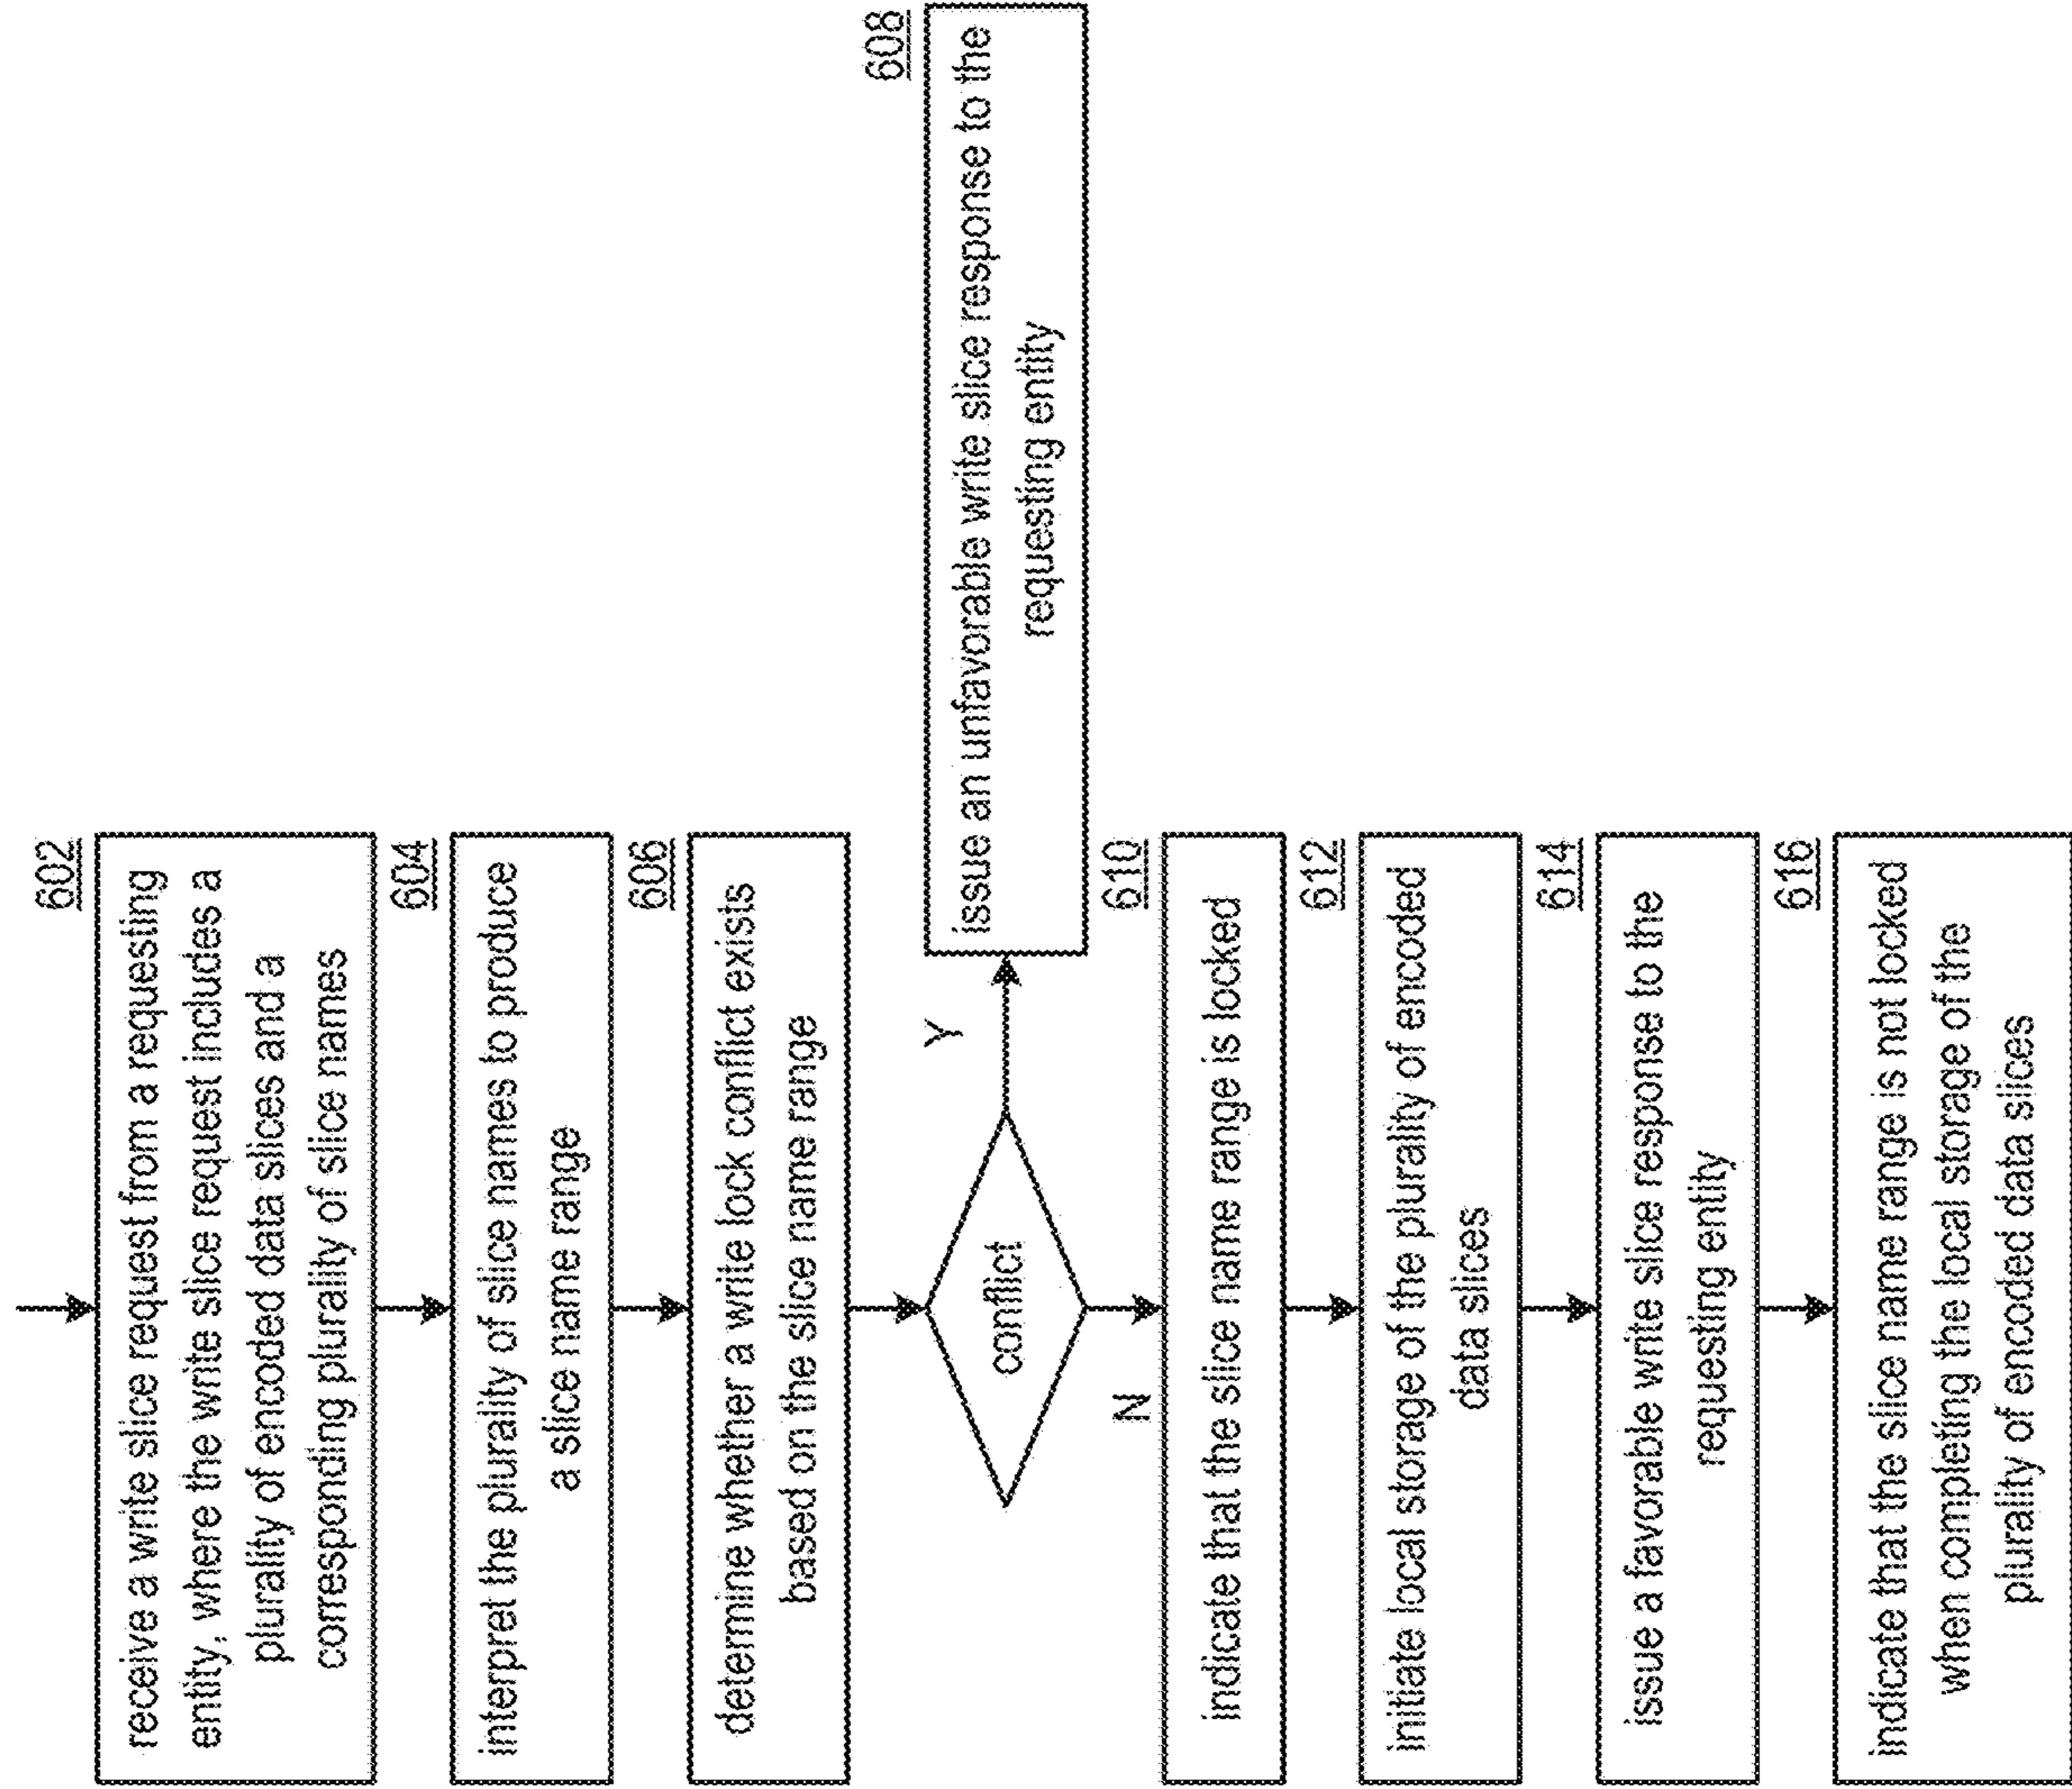 602
receive a write slice request from a requesting
entity, where the write slice request includes a
plurality of encoded data slices and a
corresponding plurality of slice names
604
interpret the plurality of slice names to produce
a slice name range
606
determine whether a write lock conflict exists
based on the slice name range
conflict
Y
608
issue an unfavorable write slice response to the
requesting entity
N
610
indicate that the slice name range is locked
612
initiate local storage of the plurality of encoded
data slices
614
issue a favorable write slice response to the
requesting entity
616
indicate that the slice name range is not locked
when completing the local storage of the
plurality of encoded data slices